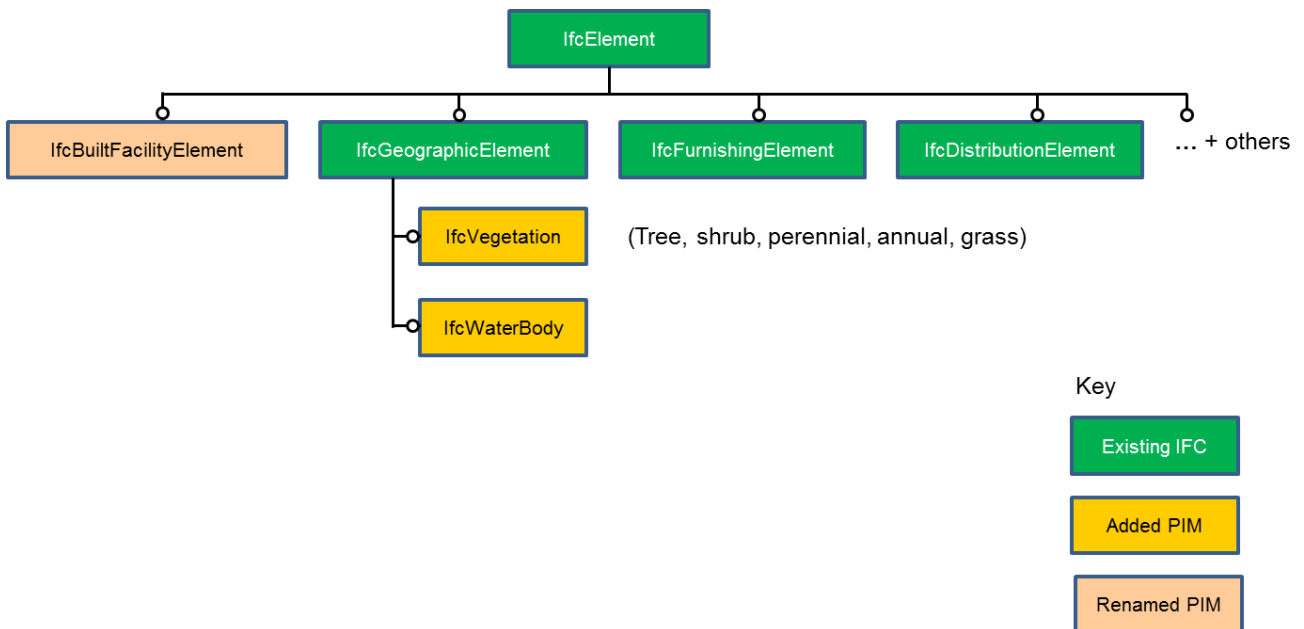 IfcElement
IfcBuiltFacilityElement
IfcGeographicElement
IfcFurnishingElement
IfcDistributionElement
... + others
IfcVegetation
(Tree, shrub, perennial, annual, grass)
IfcWaterBody
Key
Existing IFC
Added PIM
Renamed PIM